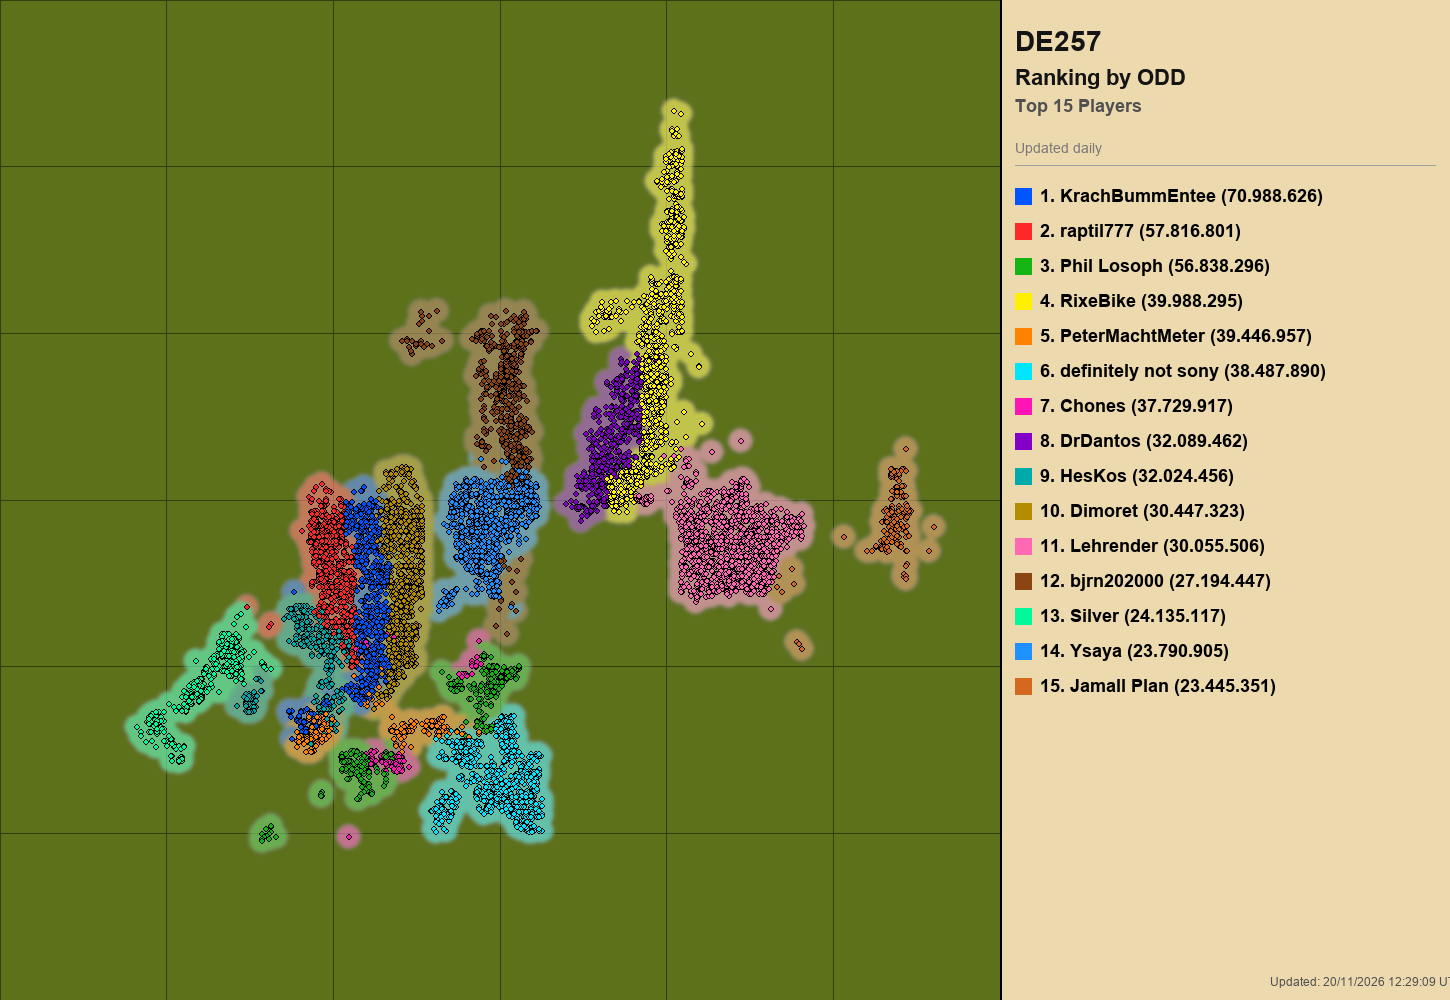 DE257
Ranking by ODD
Top 15 Players
Updated daily
1. KrachBummEntee (70.988.626)
2. raptil777 (57.816.801)
3. Phil Losoph (56.838.296)
4. RixeBike (39.988.295)
5. PeterMachtMeter (39.446.957)
6. definitely not sony (38.487.890)
7. Chones (37.729.917)
8. DrDantos (32.089.462)
9. HesKos (32.024.456)
10. Dimoret (30.447.323)
11. Lehrender (30.055.506)
12. bjrn202000 (27.194.447)
13. Silver (24.135.117)
14. Ysaya (23.790.905)
15. Jamall Plan (23.445.351)
Updated: 20/11/2026 12:29:09 U